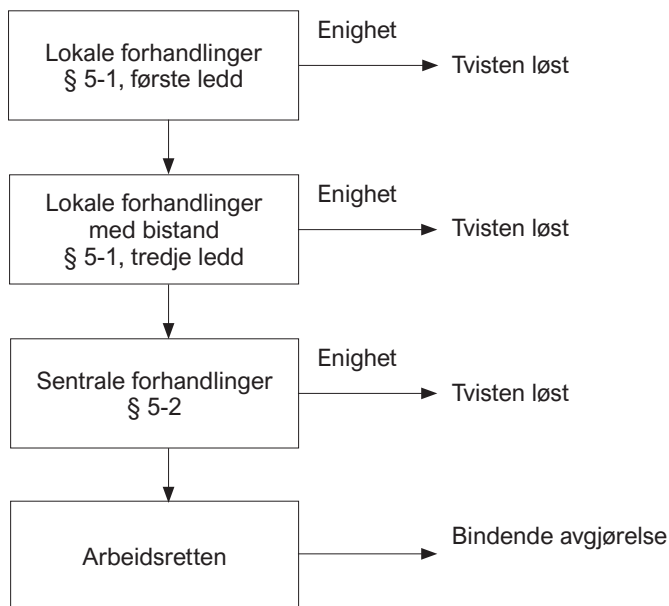 Lokale forhandlinger
§ 5-1, første ledd
Enighet
Tvisten løst
Lokale forhandlinger
med bistand
§ 5-1, tredje ledd
Enighet
Tvisten løst
Sentrale forhandlinger
§ 5-2
Enighet
Tvisten løst
Arbeidsretten
Bindende avgjørelse